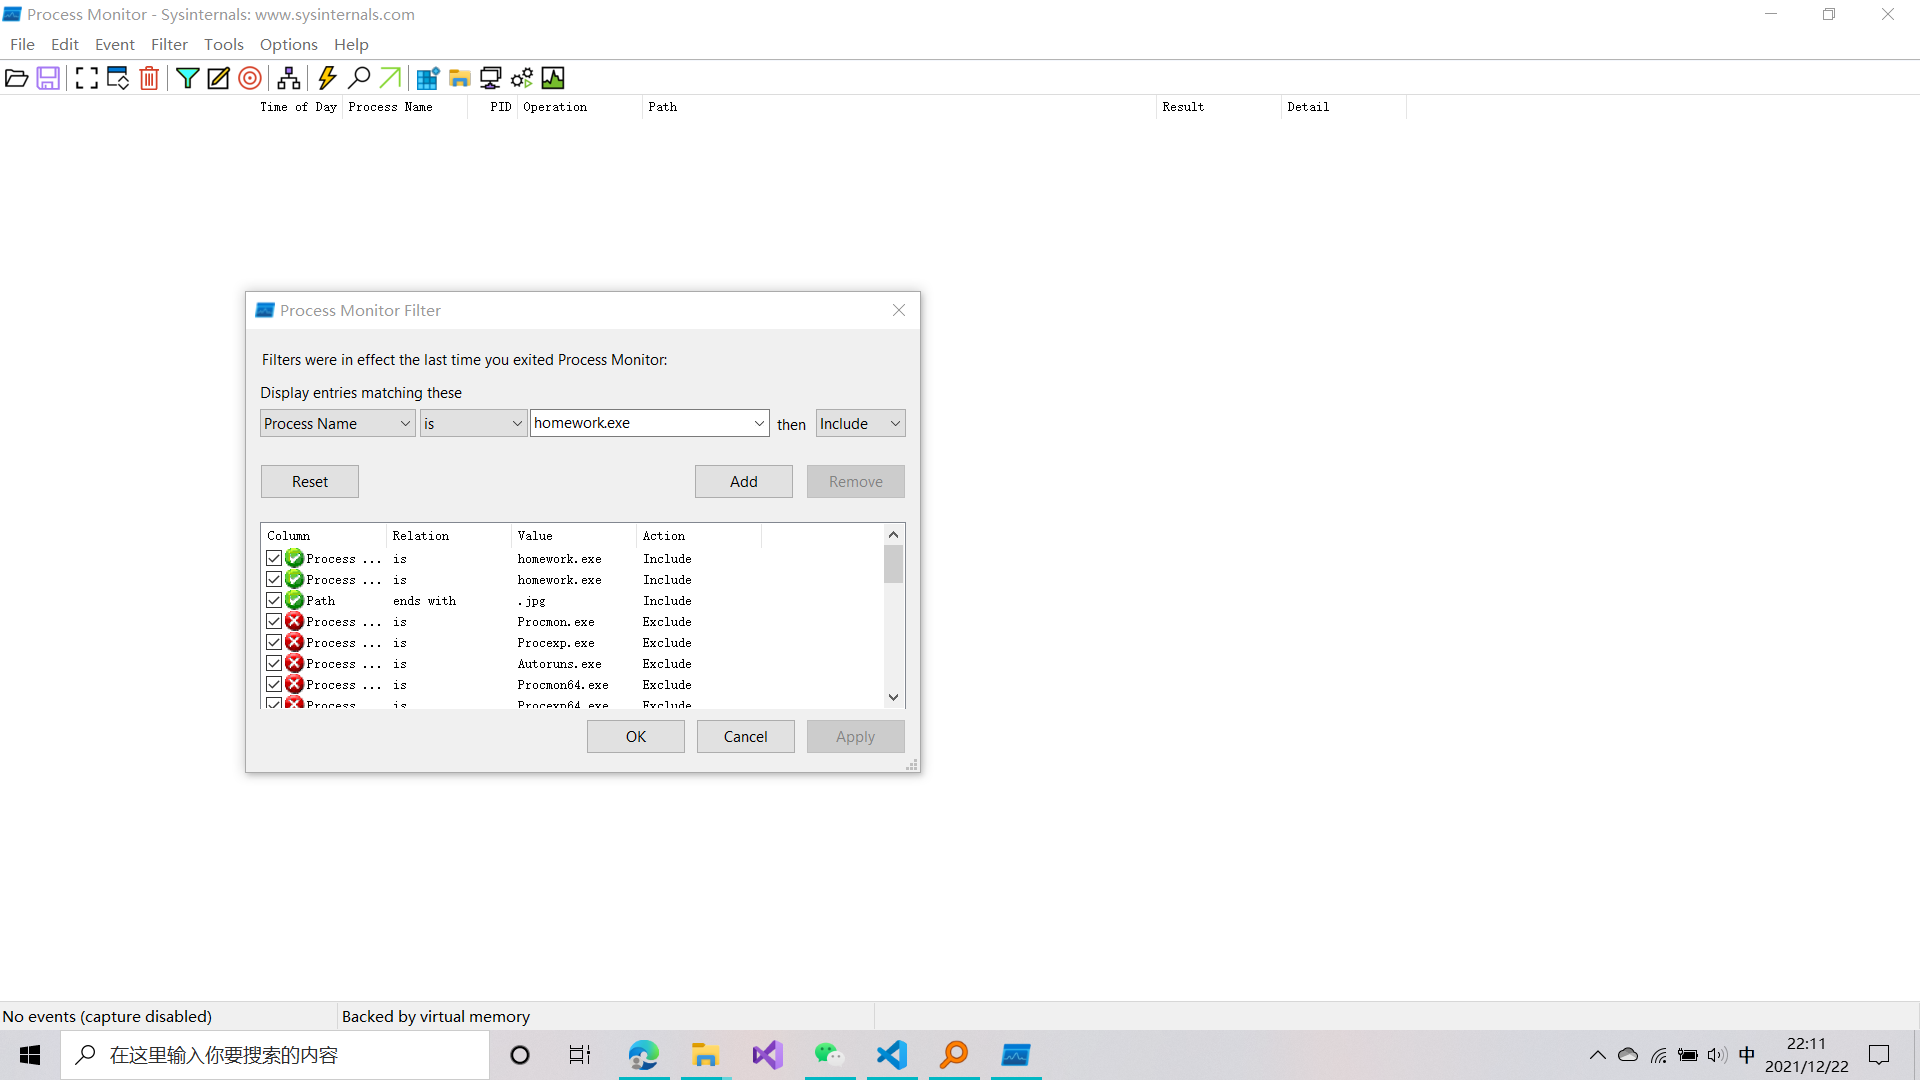 Process Monitor - Sysinternals: www.sysinternals.com
File Edit Event Filter Tools Options Help
Time of Day Process Name PID Operation Path Result Detail
Process Monitor Filter
Filters were in effect the last time you exited Process Monitor:
Display entries matching these
Process Name is homework.exe then Include
Reset Add Remove
Column Relation Value Action
Process ... is homework.exe Include
Process ... is homework.exe Include
Path ends with .jpg Include
Process ... is Procmon.exe Exclude
Process ... is Procexp.exe Exclude
Process ... is Autoruns.exe Exclude
Process ... is Procmon64.exe Exclude
Process ... is Procexp64.exe Exclude
OK Cancel Apply
No events (capture disabled) Backed by virtual memory
在这里输入你要搜索的内容
中
22:11
2021/12/22